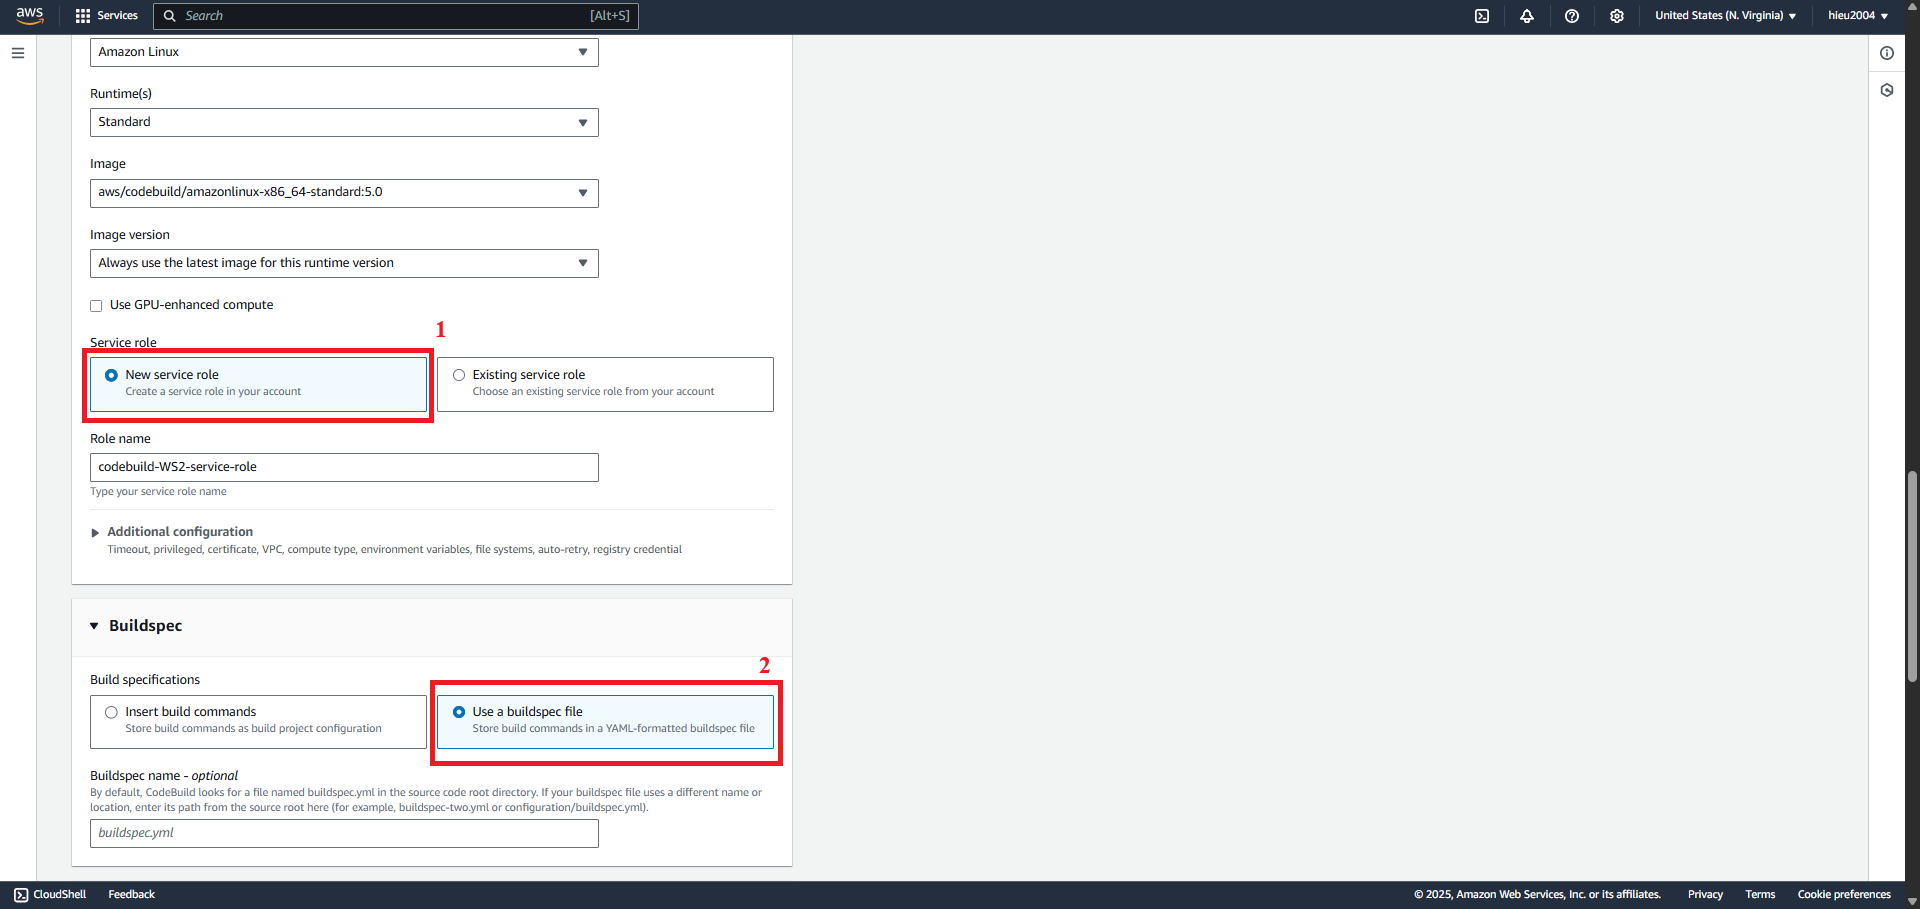 aws
Services
Search
[Alt+S]
United States (N. Virginia)
hieu2004
Amazon Linux
Runtime(s)
Standard
Image
aws/codebuild/amazonlinux-x86_64-standard:5.0
Image version
Always use the latest image for this runtime version
Use GPU-enhanced compute
1
Service role
New service role
Create a service role in your account
Existing service role
Choose an existing service role from your account
Role name
codebuild-WS2-service-role
Type your service role name
Additional configuration
Timeout, privileged, certificate, VPC, compute type, environment variables, file systems, auto-retry, registry credential
Buildspec
2
Build specifications
Insert build commands
Store build commands as build project configuration
Use a buildspec file
Store build commands in a YAML-formatted buildspec file
Buildspec name - optional
By default, CodeBuild looks for a file named buildspec.yml in the source code root directory. If your buildspec file uses a different name or
location, enter its path from the source root here (for example, buildspec-two.yml or configuration/buildspec.yml).
buildspec.yml
CloudShell
Feedback
© 2025, Amazon Web Services, Inc. or its affiliates.
Privacy
Terms
Cookie preferences